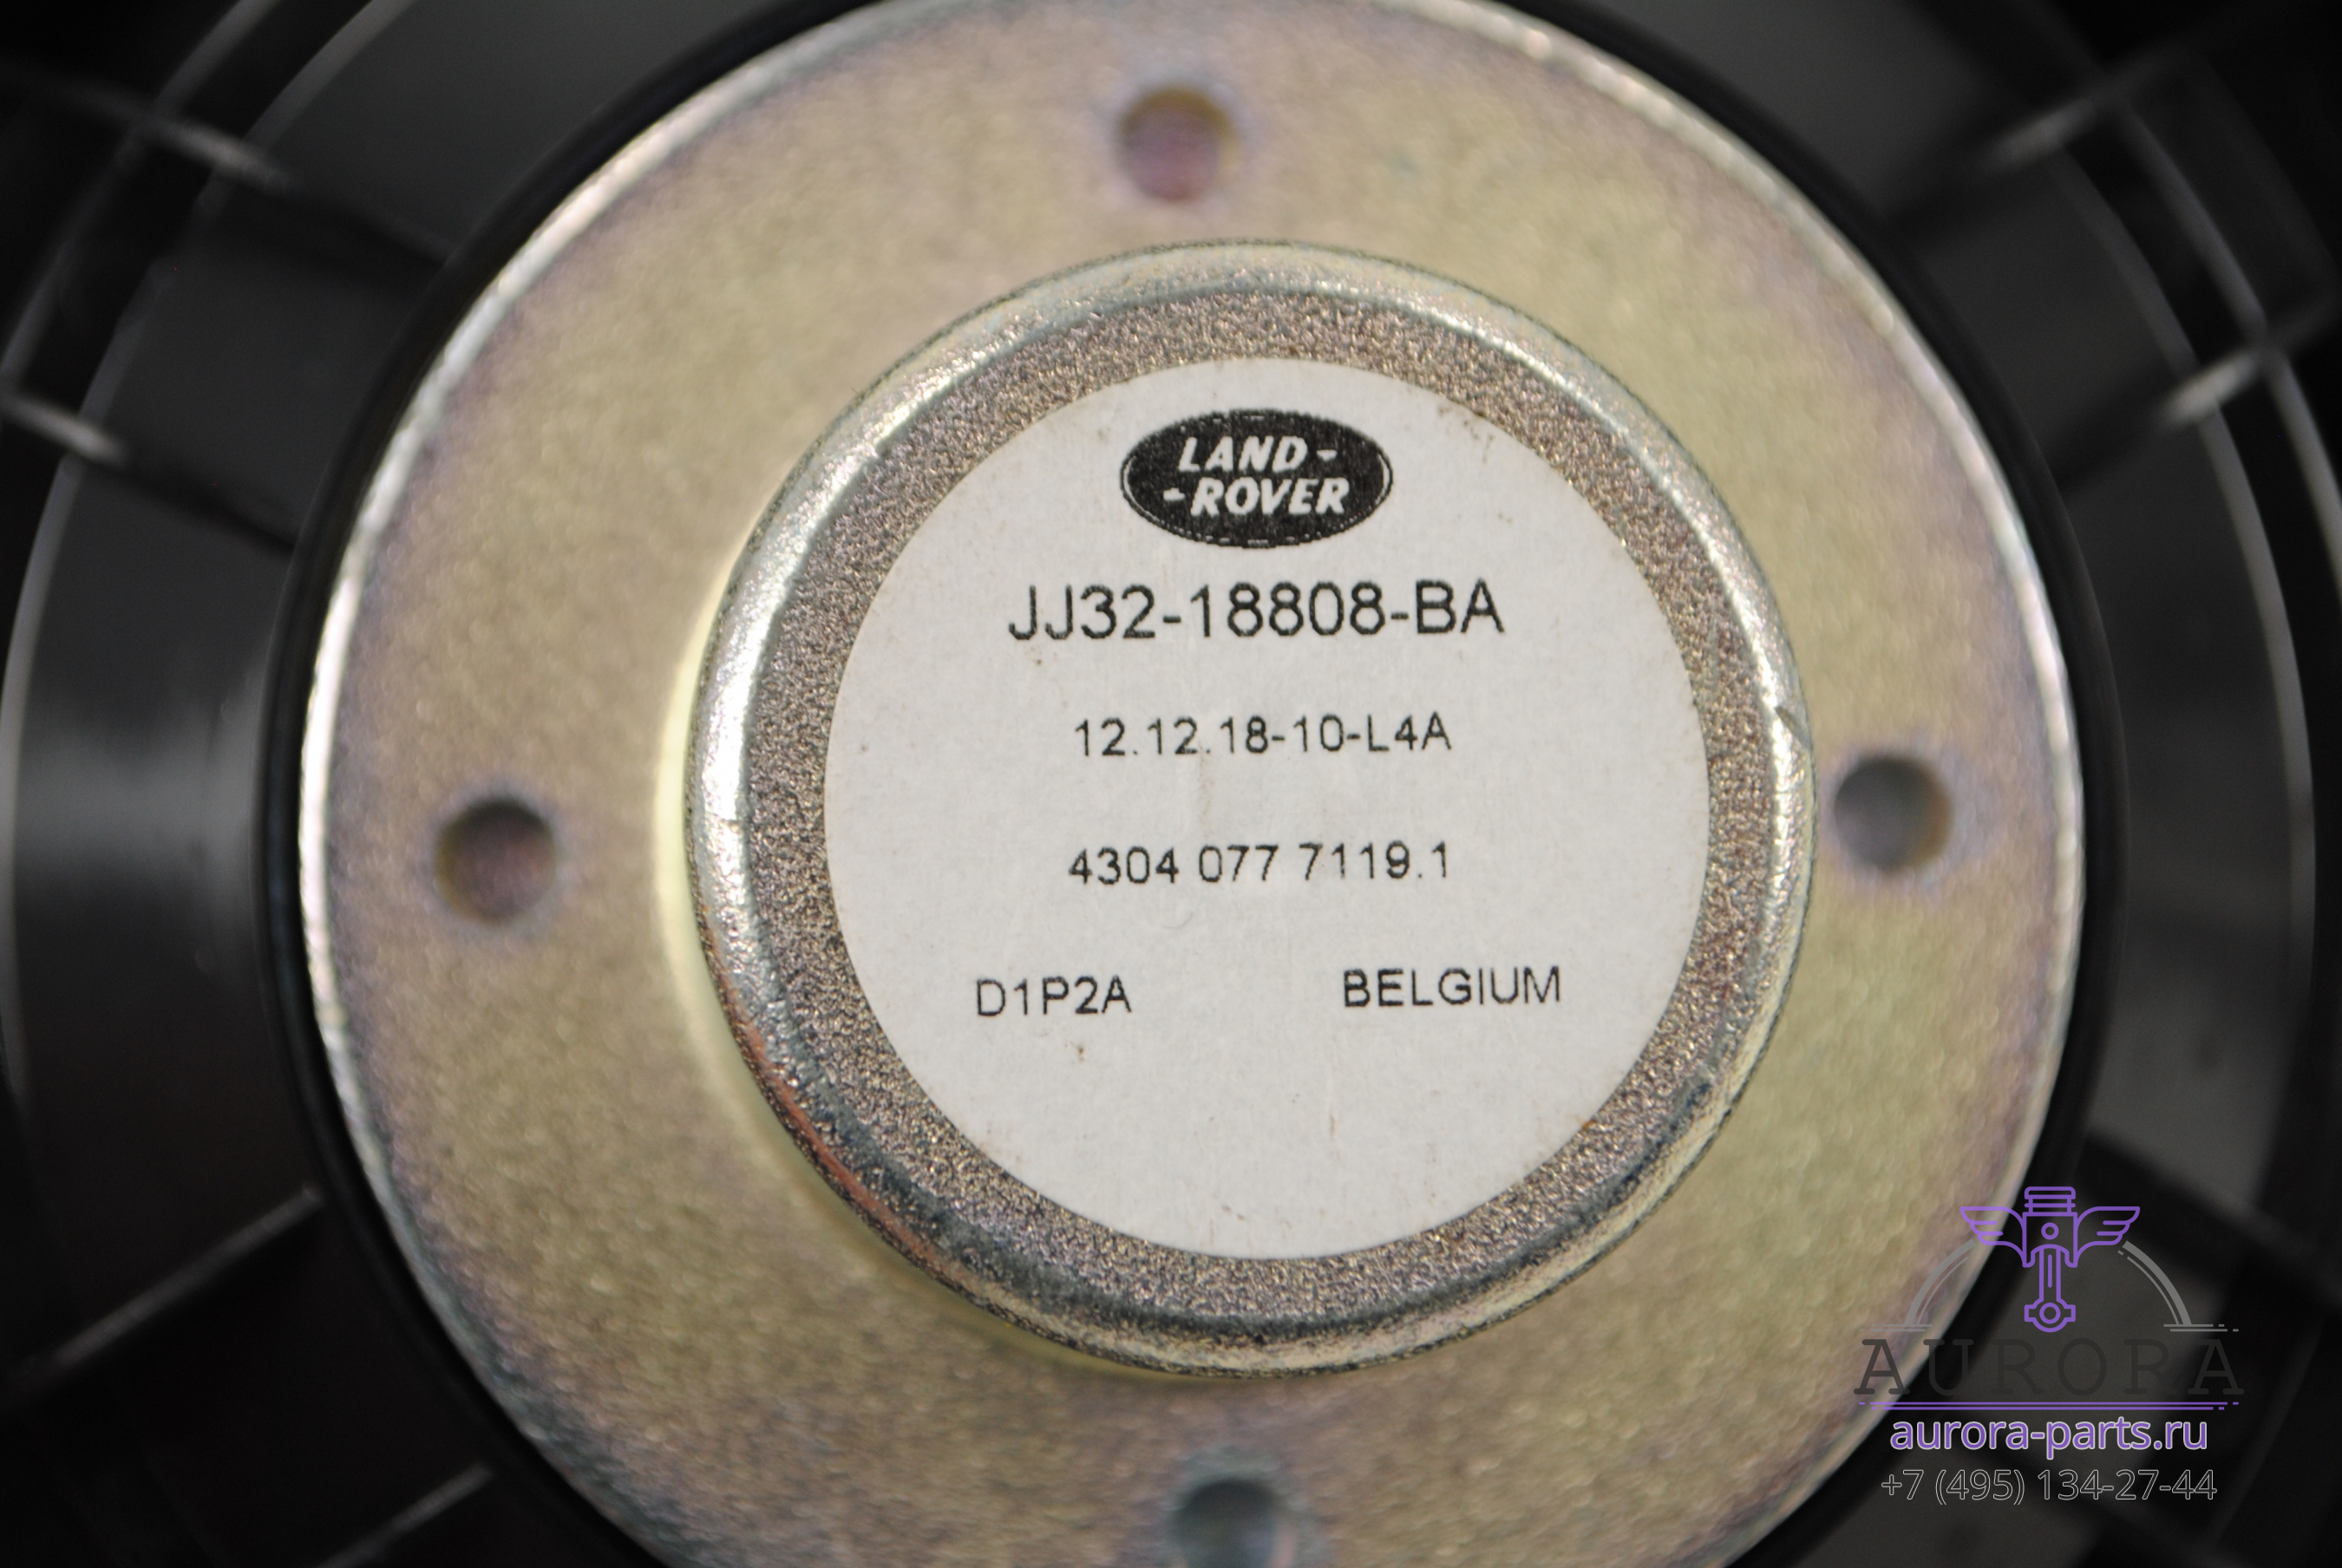 LAND-
-ROVER
JJ32-18808-BA
12.12.18-10-L4A
4304 077 7119.1
D1P2A BELGIUM
AURORA
aurora-parts.ru
+7 (495) 134-27-44